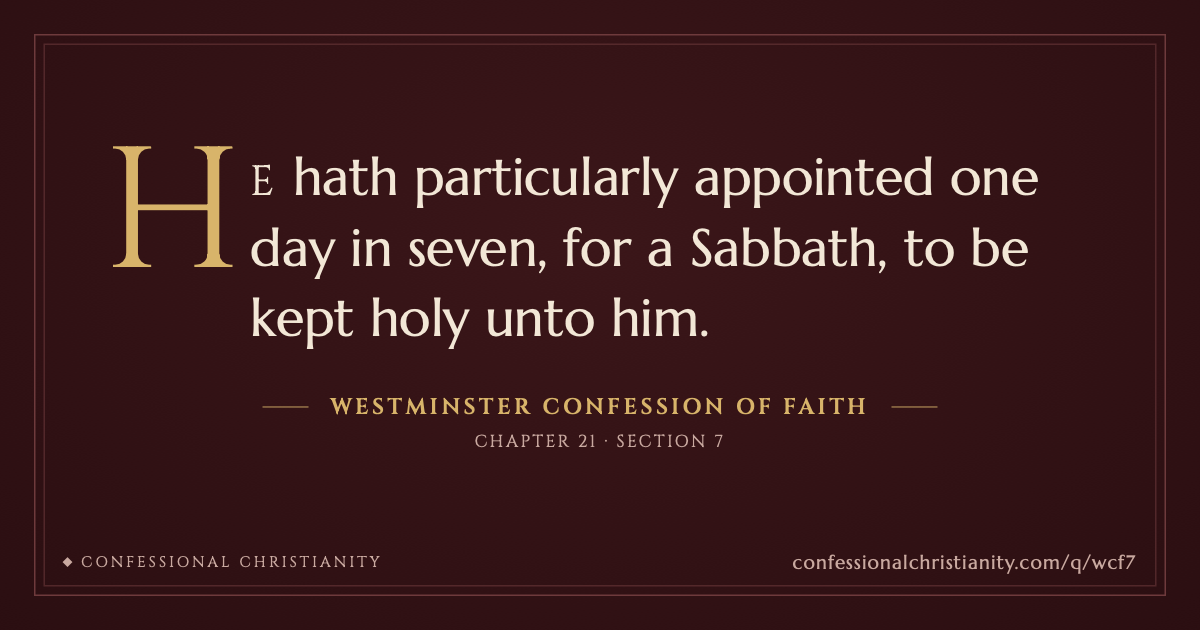 HE hath particularly appointed one
day in seven, for a Sabbath, to be
kept holy unto him.
WESTMINSTER CONFESSION OF FAITH
CHAPTER 21 · SECTION 7
◆ CONFESSIONAL CHRISTIANITY
confessionalchristianity.com/q/wcf7